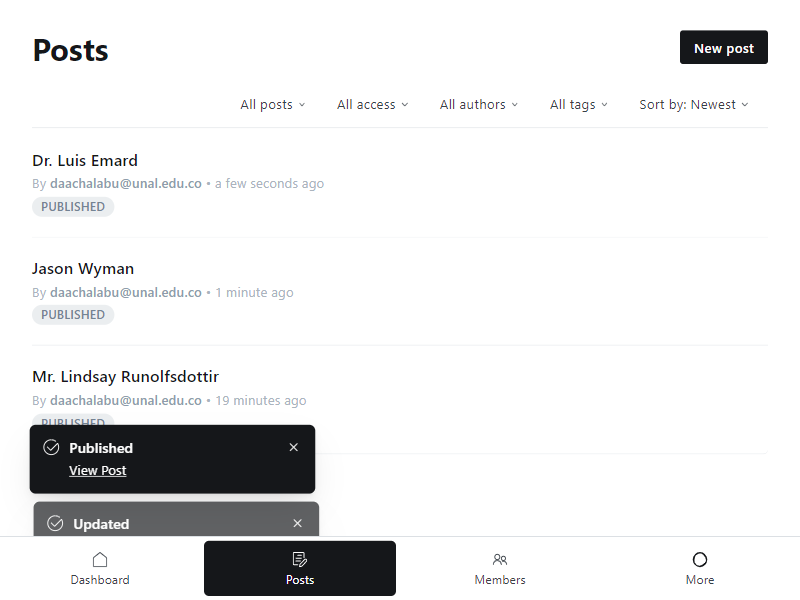 Posts
New post
All posts
All access
All authors
All tags
Sort by: Newest
Dr. Luis Emard
By daachalabu@unal.edu.co • a few seconds ago
PUBLISHED
Jason Wyman
By daachalabu@unal.edu.co • 1 minute ago
PUBLISHED
Mr. Lindsay Runolfsdottir
By daachalabu@unal.edu.co • 19 minutes ago
PUBLISHED
Published
View Post
Updated
Dashboard
Posts
Members
More